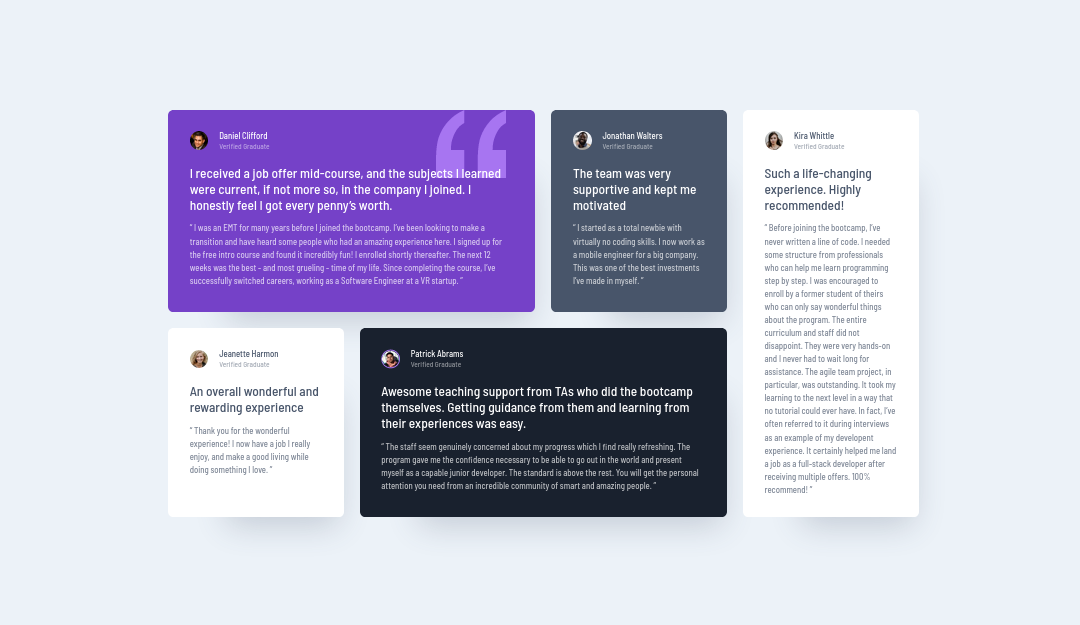 Daniel Clifford
Verified Graduate
I received a job offer mid-course, and the subjects I learned
were current, if not more so, in the company I joined. I
honestly feel I got every penny's worth.
" I was an EMT for many years before I joined the bootcamp. I've been looking to make a
transition and have heard some people who had an amazing experience here. I signed up for
the free intro course and found it incredibly fun! I enrolled shortly thereafter. The next 12
weeks was the best – and most grueling – time of my life. Since completing the course, I've
successfully switched careers, working as a Software Engineer at a VR startup. "
Jonathan Walters
Verified Graduate
The team was very
supportive and kept me
motivated
" I started as a total newbie with
virtually no coding skills. I now work as
a mobile engineer for a big company.
This was one of the best investments
I've made in myself. "
Kira Whittle
Verified Graduate
Such a life-changing
experience. Highly
recommended!
" Before joining the bootcamp, I've
never written a line of code. I needed
some structure from professionals
who can help me learn programming
step by step. I was encouraged to
enroll by a former student of theirs
who can only say wonderful things
about the program. The entire
curriculum and staff did not
disappoint. They were very hands-on
and I never had to wait long for
assistance. The agile team project, in
particular, was outstanding. It took my
learning to the next level in a way that
no tutorial could ever have. In fact, I've
often referred to it during interviews
as an example of my developent
experience. It certainly helped me land
a job as a full-stack developer after
receiving multiple offers. 100%
recommend! "
Jeanette Harmon
Verified Graduate
An overall wonderful and
rewarding experience
" Thank you for the wonderful
experience! I now have a job I really
enjoy, and make a good living while
doing something I love. "
Patrick Abrams
Verified Graduate
Awesome teaching support from TAs who did the bootcamp
themselves. Getting guidance from them and learning from
their experiences was easy.
" The staff seem genuinely concerned about my progress which I find really refreshing. The
program gave me the confidence necessary to be able to go out in the world and present
myself as a capable junior developer. The standard is above the rest. You will get the personal
attention you need from an incredible community of smart and amazing people. "